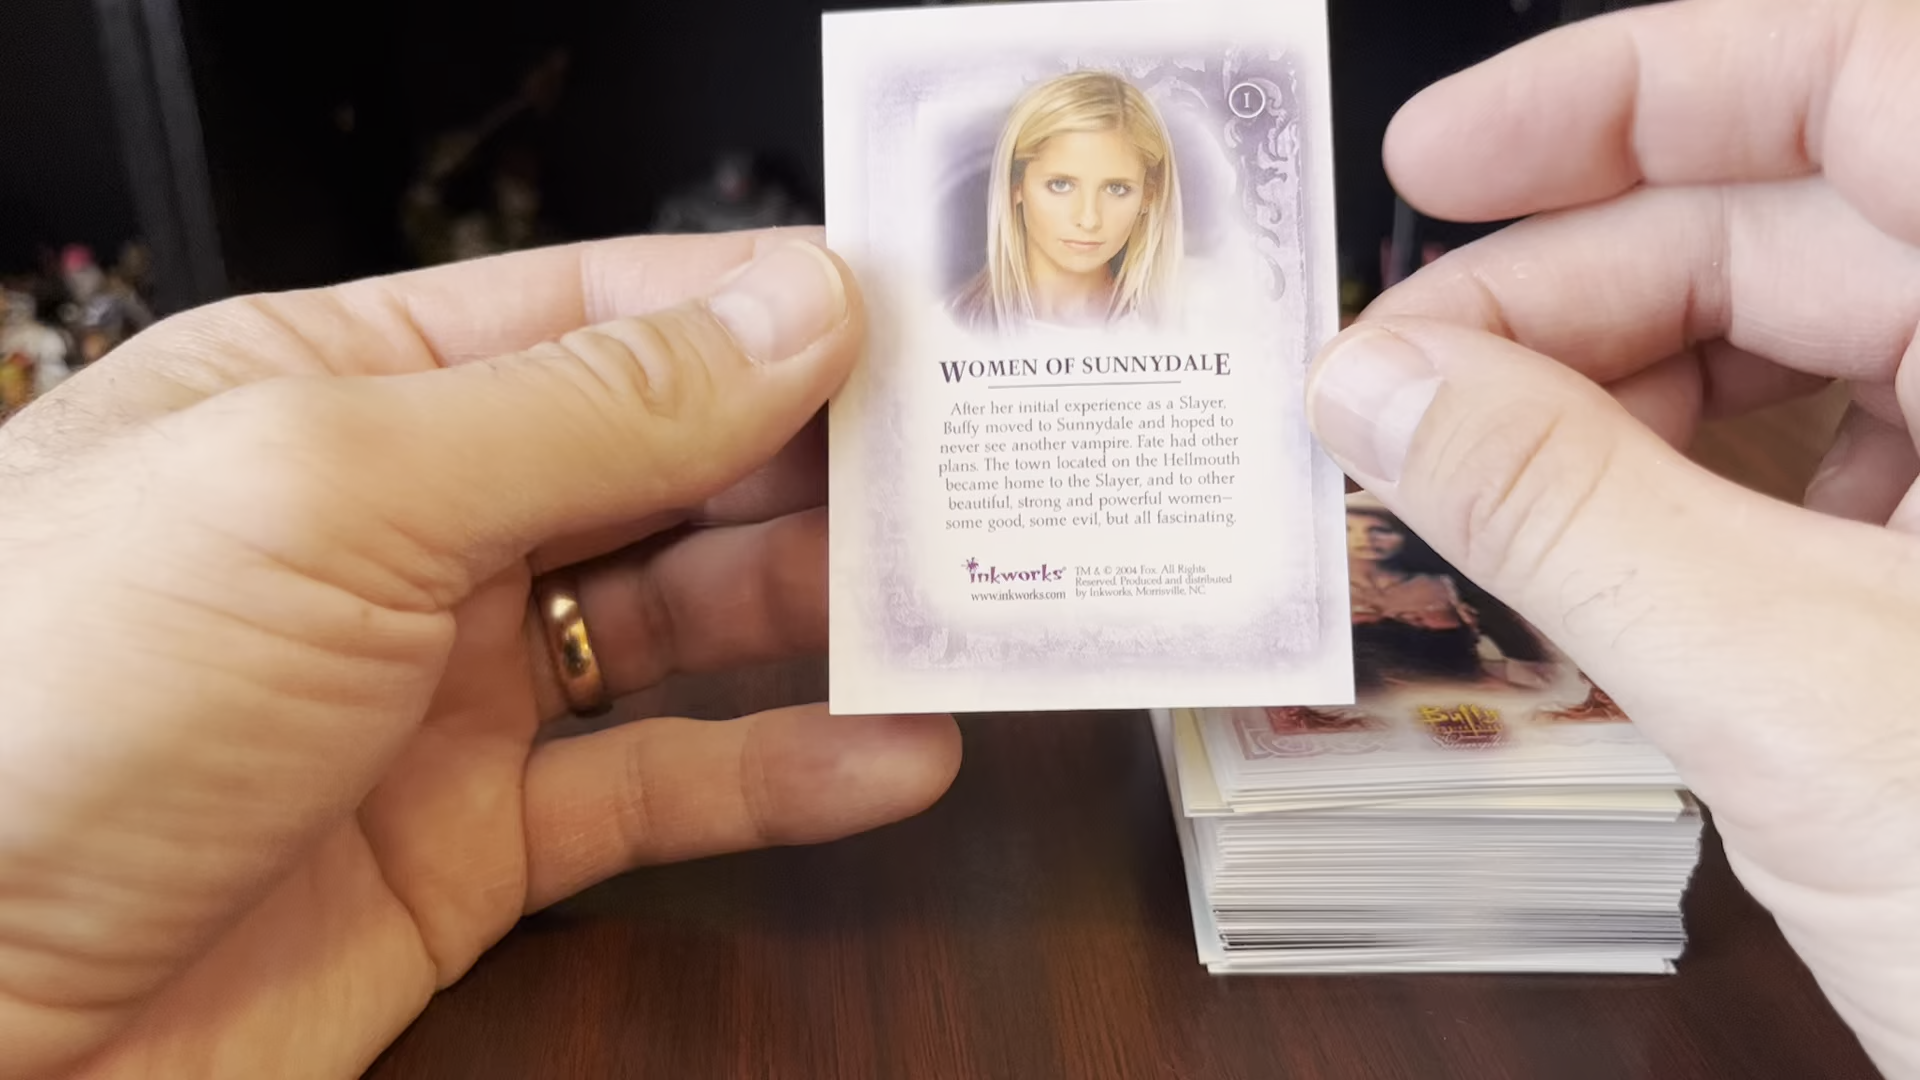 1
WOMEN OF SUNNYDALE
After her initial experience as a Slayer,
Buffy moved to Sunnydale and hoped to
never see another vampire. Fate had other
plans. The town located on the Hellmouth
became home to the Slayer, and to other
beautiful, strong and powerful women—
some good, some evil, but all fascinating.
inkworks®
www.inkworks.com
TM & © 2004 Fox. All Rights
Reserved. Produced and distributed
by Inkworks, Morrisville, NC.
Buffy